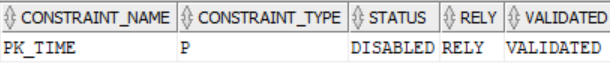 CONSTRAINT_NAME CONSTRAINT_TYPE STATUS RELY VALIDATED
PK_TIME P DISABLED RELY VALIDATED